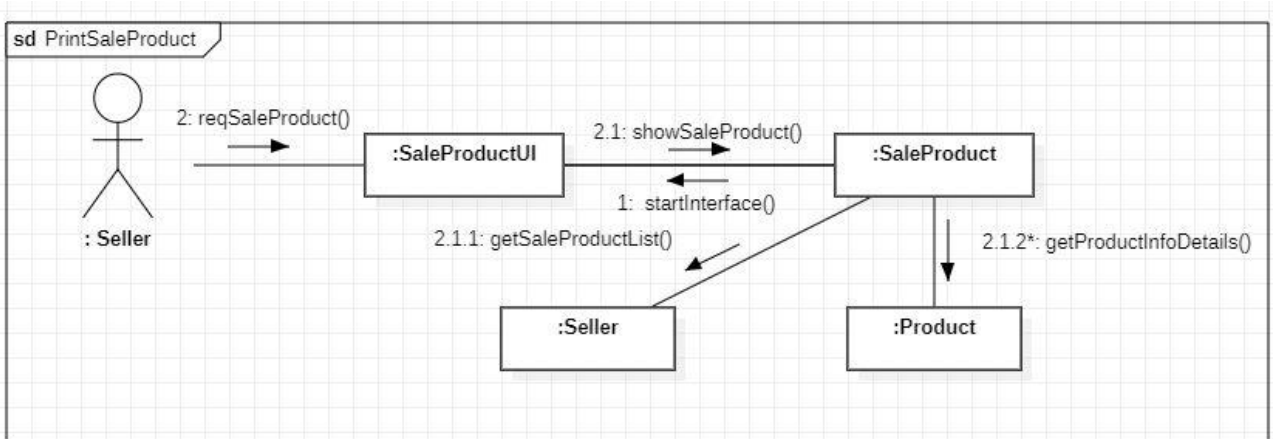 sd PrintSaleProduct
2: reqSaleProduct()
:SaleProductUI
2.1: showSaleProduct()
:SaleProduct
1: startInterface()
: Seller
2.1.1: getSaleProductList()
2.1.2*: getProductInfoDetails()
:Seller
:Product